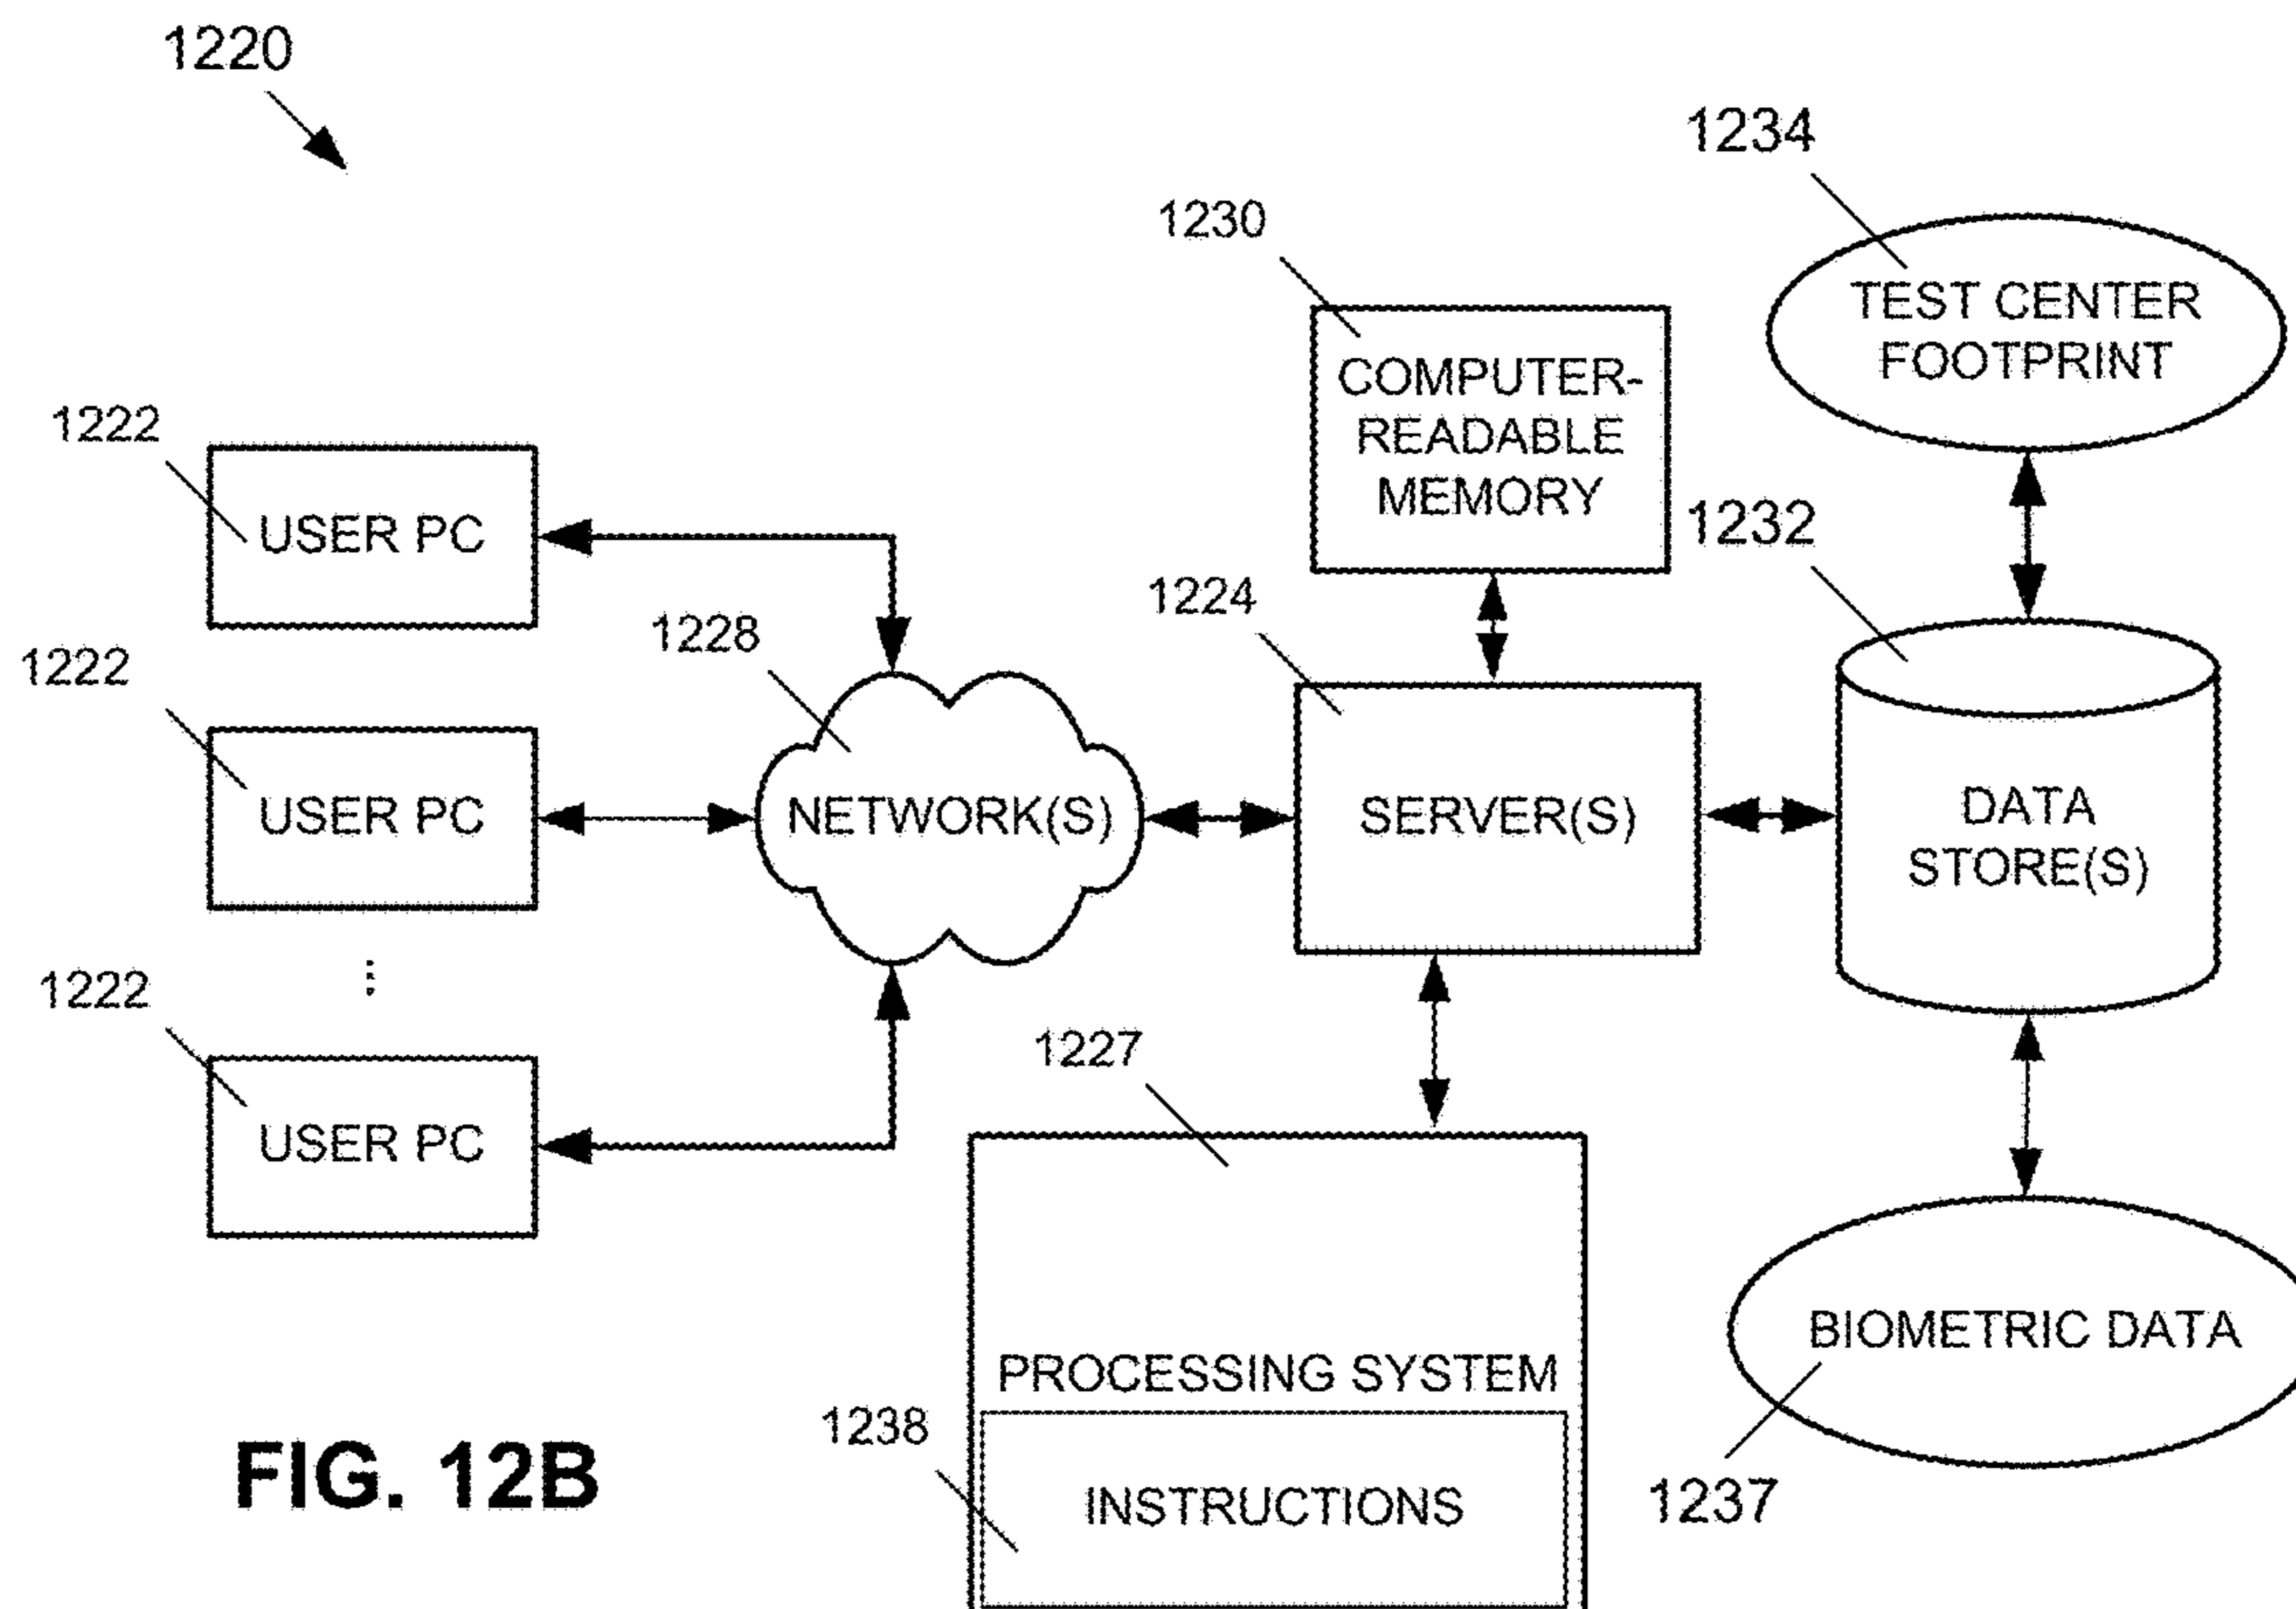 1220
1234
TEST CENTER
FOOTPRINT
1230
COMPUTER-
READABLE
MEMORY
1222
USER PC
1232
1224
1228
1222
USER PC
NETWORK(S)
SERVER(S)
DATA
STORE(S)
1222
USER PC
1227
PROCESSING SYSTEM
1238
INSTRUCTIONS
BIOMETRIC DATA
1237
FIG. 12B